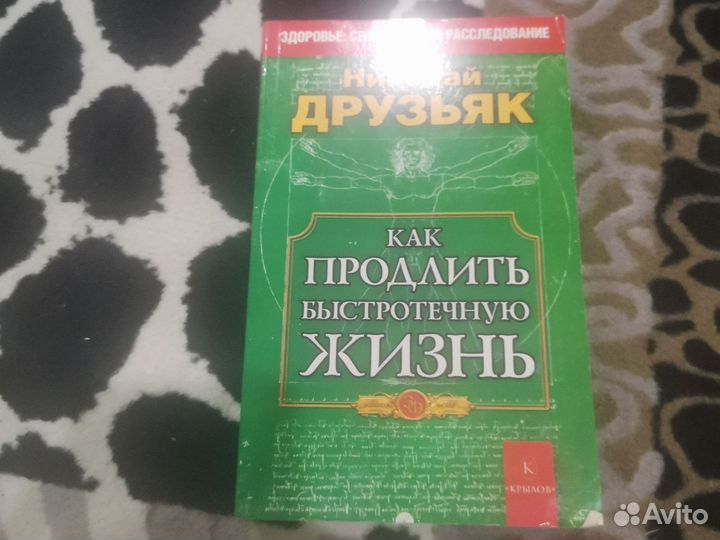 ЗДОРОВЬЕ: РАССЛЕДОВАНИЕ
ДРУЗЬЯК
КАК
ПРОДЛИТЬ
БЫСТРОТЕЧНУЮ
ЖИЗНЬ
К
«КРЫЛОВ»
Avito